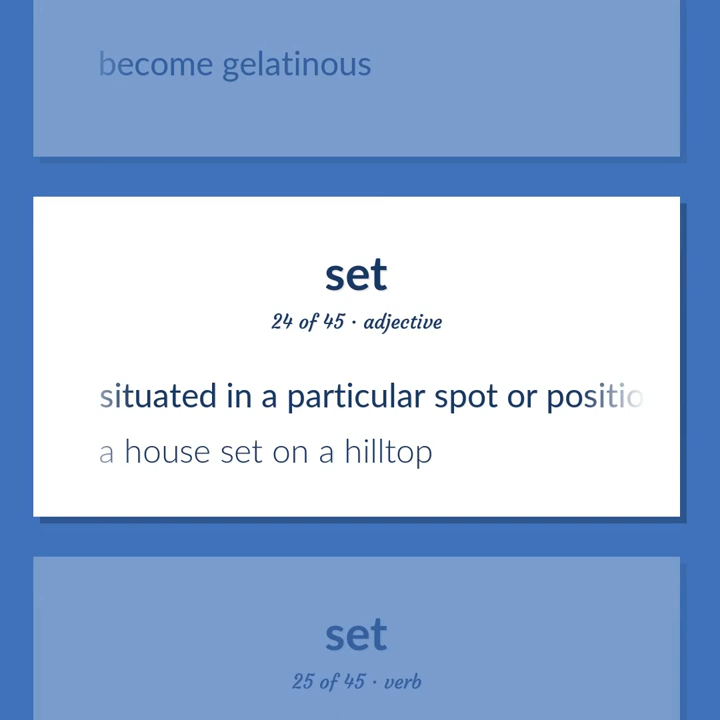 become gelatinous
set
24 of 45 · adjective
situated in a particular spot or positio
a house set on a hilltop
set
25 of 45 · verb